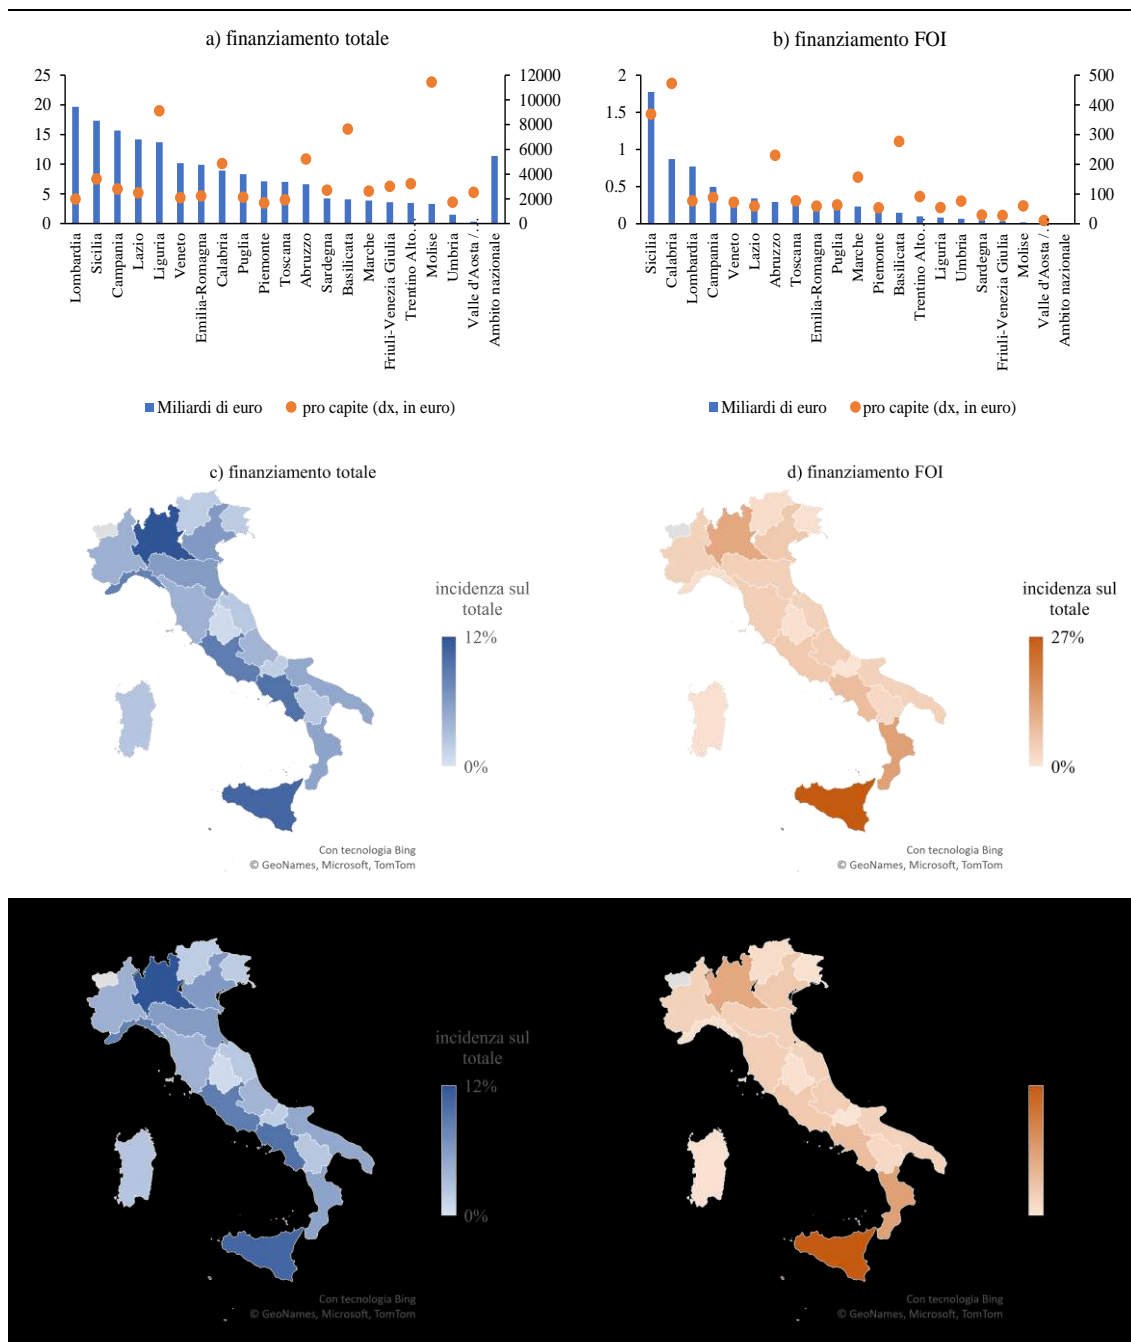 a) finanziamento totale
25
20
15
10
5
0
12000
10000
8000
6000
4000
2000
0
Lombardia
Sicilia
Campania
Lazio
Liguria
Veneto
Emilia-Romagna
Calabria
Puglia
Piemonte
Toscana
Abruzzo
Sardegna
Basilicata
Marche
Friuli-Venezia Giulia
Trentino Alto…
Molise
Umbria
Valle d'Aosta /…
Ambito nazionale
Miliardi di euro
pro capite (dx, in euro)
b) finanziamento FOI
2
1.5
1
0.5
0
500
400
300
200
100
0
Sicilia
Calabria
Lombardia
Campania
Veneto
Lazio
Abruzzo
Toscana
Emilia-Romagna
Puglia
Marche
Piemonte
Basilicata
Trentino Alto…
Liguria
Umbria
Sardegna
Friuli-Venezia Giulia
Molise
Valle d'Aosta /…
Ambito nazionale
Miliardi di euro
pro capite (dx, in euro)
c) finanziamento totale
incidenza sul
totale
12%
0%
Con tecnologia Bing
© GeoNames, Microsoft, TomTom
d) finanziamento FOI
incidenza sul
totale
27%
0%
Con tecnologia Bing
© GeoNames, Microsoft, TomTom
incidenza sul
totale
12%
0%
Con tecnologia Bing
© GeoNames, Microsoft, TomTom
Con tecnologia Bing
© GeoNames, Microsoft, TomTom